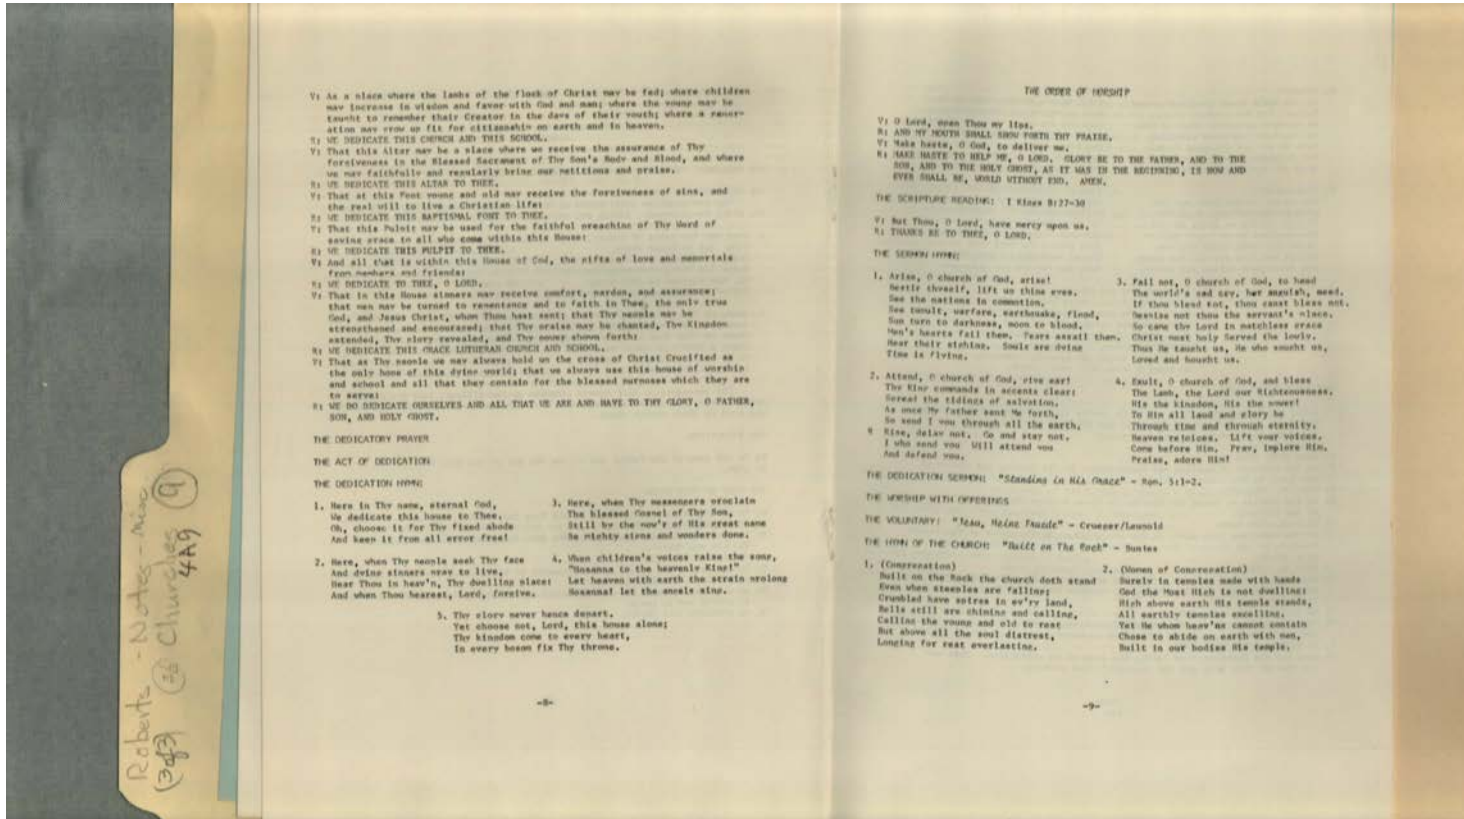 V: As a place where the lambs of the flock of Christ may be fed; where children
may increase in wisdom and favor with God and man; where the young may be
taught to remember their Creator in the days of their youth; where a gener-
ation may grow up fit for citizenship on earth and in heaven.
R: WE DEDICATE THIS CHURCH AND THIS SCHOOL.
V: That this Altar may be a place where we receive the assurance of Thy
forgiveness in the Blessed Sacrament of Thy Son's Body and Blood, and where
we may faithfully and regularly bring our petitions and praise.
R: WE DEDICATE THIS ALTAR TO THEE.
V: That at this Font young and old may receive the forgiveness of sins, and
the real will to live a Christian life:
R: WE DEDICATE THIS BAPTISMAL FONT TO THEE.
V: That this Pulpit may be used for the faithful preaching of Thy Word of
saving grace to all who come within this House:
R: WE DEDICATE THIS PULPIT TO THEE.
V: And all that is within this House of God, the gifts of love and memorials
from members and friends:
R: WE DEDICATE TO THEE, O LORD.
V: That in this House sinners may receive comfort, pardon, and assurance;
that men may be turned to repentance and to faith in Thee, the only true
God, and Jesus Christ, whom Thou hast sent; that Thy people may be
strengthened and encouraged; that Thy praise may be chanted, Thy Kingdom
extended, Thy glory revealed, and Thy power shown forth:
R: WE DEDICATE THIS GRACE LUTHERAN CHURCH AND SCHOOL.
V: That as Thy people we may always hold up the cross of Christ Crucified as
the only hope of this dying world; that we always use this house of worship
and school and all that they contain for the blessed purposes which they are
to serve:
R: WE DO DEDICATE OURSELVES AND ALL THAT WE ARE AND HAVE TO THY GLORY, O FATHER,
SON, AND HOLY GHOST.
THE DEDICATORY PRAYER
THE ACT OF DEDICATION
THE DEDICATION HYMN:
1. Here in Thy name, eternal God,
We dedicate this house to Thee.
Oh, choose it for Thy fixed abode
And keep it from all error free!
2. Here, when Thy people seek Thy face
And dying sinners pray to live,
Hear Thou in heav'n, Thy dwelling place;
And when Thou hearest, Lord, forgive.
3. Here, when Thy messengers proclaim
The blessed Gospel of Thy Son,
Still by the pow'r of His great name
Be mighty signs and wonders done.
4. When children's voices raise the song,
"Hosanna to the heavenly King!"
Let heaven with earth the strain prolong
Hosanna! let the angels sing.
5. Thy glory never hence depart.
Yet choose not, Lord, this house alone;
Thy kingdom come to every heart,
In every bosom fix Thy throne.
-8-
THE ORDER OF WORSHIP
V: O Lord, open Thou my lips.
R: AND MY MOUTH SHALL SHOW FORTH THY PRAISE.
V: Make haste, O God, to deliver me.
R: MAKE HASTE TO HELP ME, O LORD. GLORY BE TO THE FATHER, AND TO THE
SON, AND TO THE HOLY GHOST, AS IT WAS IN THE BEGINNING, IS NOW AND
EVER SHALL BE, WORLD WITHOUT END. AMEN.
THE SCRIPTURE READING: I Kings 8:27-30
V: But Thou, O Lord, have mercy upon us.
R: THANKS BE TO THEE, O LORD.
THE SERMON HYMN:
1. Arise, O church of God, arise!
Bestir thyself, lift up thine eyes.
See the nations in commotion,
See tumult, warfare, earthquake, flood,
Sun turn to darkness, moon to blood.
Men's hearts fail them. Fears assail them.
Hear their sighing. Souls are dying
Time is flying.
2. Attend, O church of God, give ear!
Thy King commands in accents clear:
Spread the tidings of salvation.
As once My father sent Me forth,
So send I you through all the earth.
Rise, delay not. Go and stay not.
I who send you Will attend you
And defend you.
3. Fail not, O church of God, to heed
The world's sad cry, her anguish, need.
If thou blead not, thou canst bless not.
Despise not thou the servant's place.
So came thy Lord in matchless grace
Christ most holy Served the lowly.
Thus He taught us, He who sought us,
Loved and bought us.
4. Exult, O church of God, and bless
The Lamb, the Lord our Righteousness.
His the kingdom, His the power!
To Him all laud and glory be
Through time and through eternity.
Heaven rejoices. Lift your voices.
Come before Him. Pray, implore Him.
Praise, adore Him!
THE DEDICATION SERMON: "Standing in His Grace" - Rom. 5:1-2.
THE WORSHIP WITH OFFERINGS
THE VOLUNTARY: "Jesu, Meine Freude" - Crueger/
THE HYMN OF THE CHURCH: "Built on The Rock" -
1. (Congregation)
Built on the Rock the church doth stand
Even when steeples are falling;
Crumbled have spires in ev'ry land,
Bells still are chiming and calling,
Calling the young and old to rest
But above all the soul distrest,
Longing for rest everlasting.
2. (Women of Congregation)
Surely in temples made with hands
God the Most High is not dwelling;
High above earth His temple stands,
All earthly temples excelling.
Yet He whom heav'ns cannot contain
Chose to abide on earth with men,
Built in our bodies His temple.
-9-
Roberts - Notes - misc
(3 of 3) Churches 4A9 9